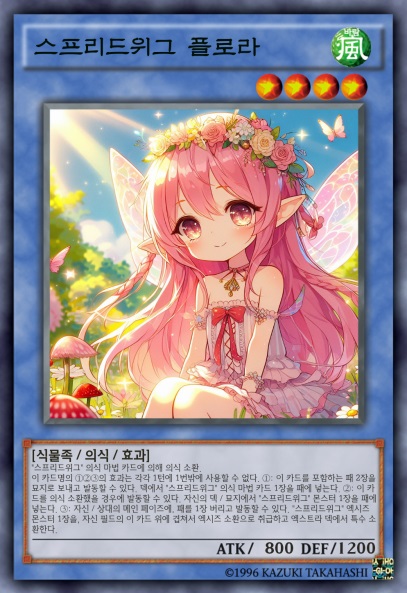 스프리드위그 플로라
바람
風
[식물족 / 의식 / 효과]
"스프리드위그" 의식 마법 카드에 의해 의식 소환.
이 카드명의 ①②③의 효과는 각각 1턴에 1번밖에 사용할 수 없다. ①: 이 카드를 포함하는 패 2장을
묘지로 보내고 발동할 수 있다. 덱에서 "스프리드위그" 의식 마법 카드 1장을 패에 넣는다. ②: 이 카
드를 의식 소환했을 경우에 발동할 수 있다. 자신의 덱 / 묘지에서 "스프리드위그" 몬스터 1장을 패에
넣는다. ③: 자신 / 상대의 메인 페이즈에, 패를 1장 버리고 발동할 수 있다. "스프리드위그" 엑시즈
몬스터 1장을, 자신 필드의 이 카드 위에 겹쳐서 엑시즈 소환으로 취급하고 엑스트라 덱에서 특수 소
환한다.
ATK/ 800 DEF/1200
©1996 KAZUKI TAKAHASHI